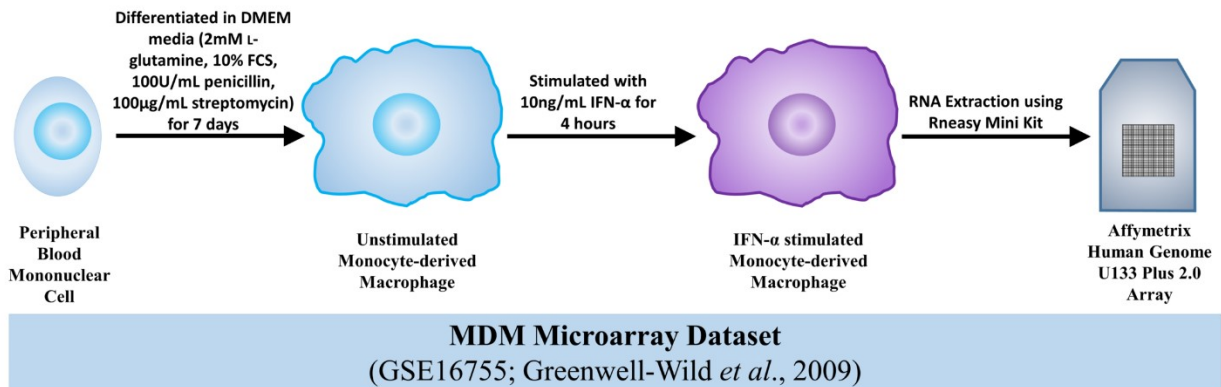 Differentiated in DMEM
media (2mM L-
glutamine, 10% FCS,
100U/mL penicillin,
100µg/mL streptomycin)
for 7 days
Stimulated with
10ng/mL IFN-α for
4 hours
RNA Extraction using
Rneasy Mini Kit
Peripheral
Blood
Mononuclear
Cell
Unstimulated
Monocyte-derived
Macrophage
IFN-α stimulated
Monocyte-derived
Macrophage
Affymetrix
Human Genome
U133 Plus 2.0
Array
MDM Microarray Dataset
(GSE16755; Greenwell-Wild et al., 2009)